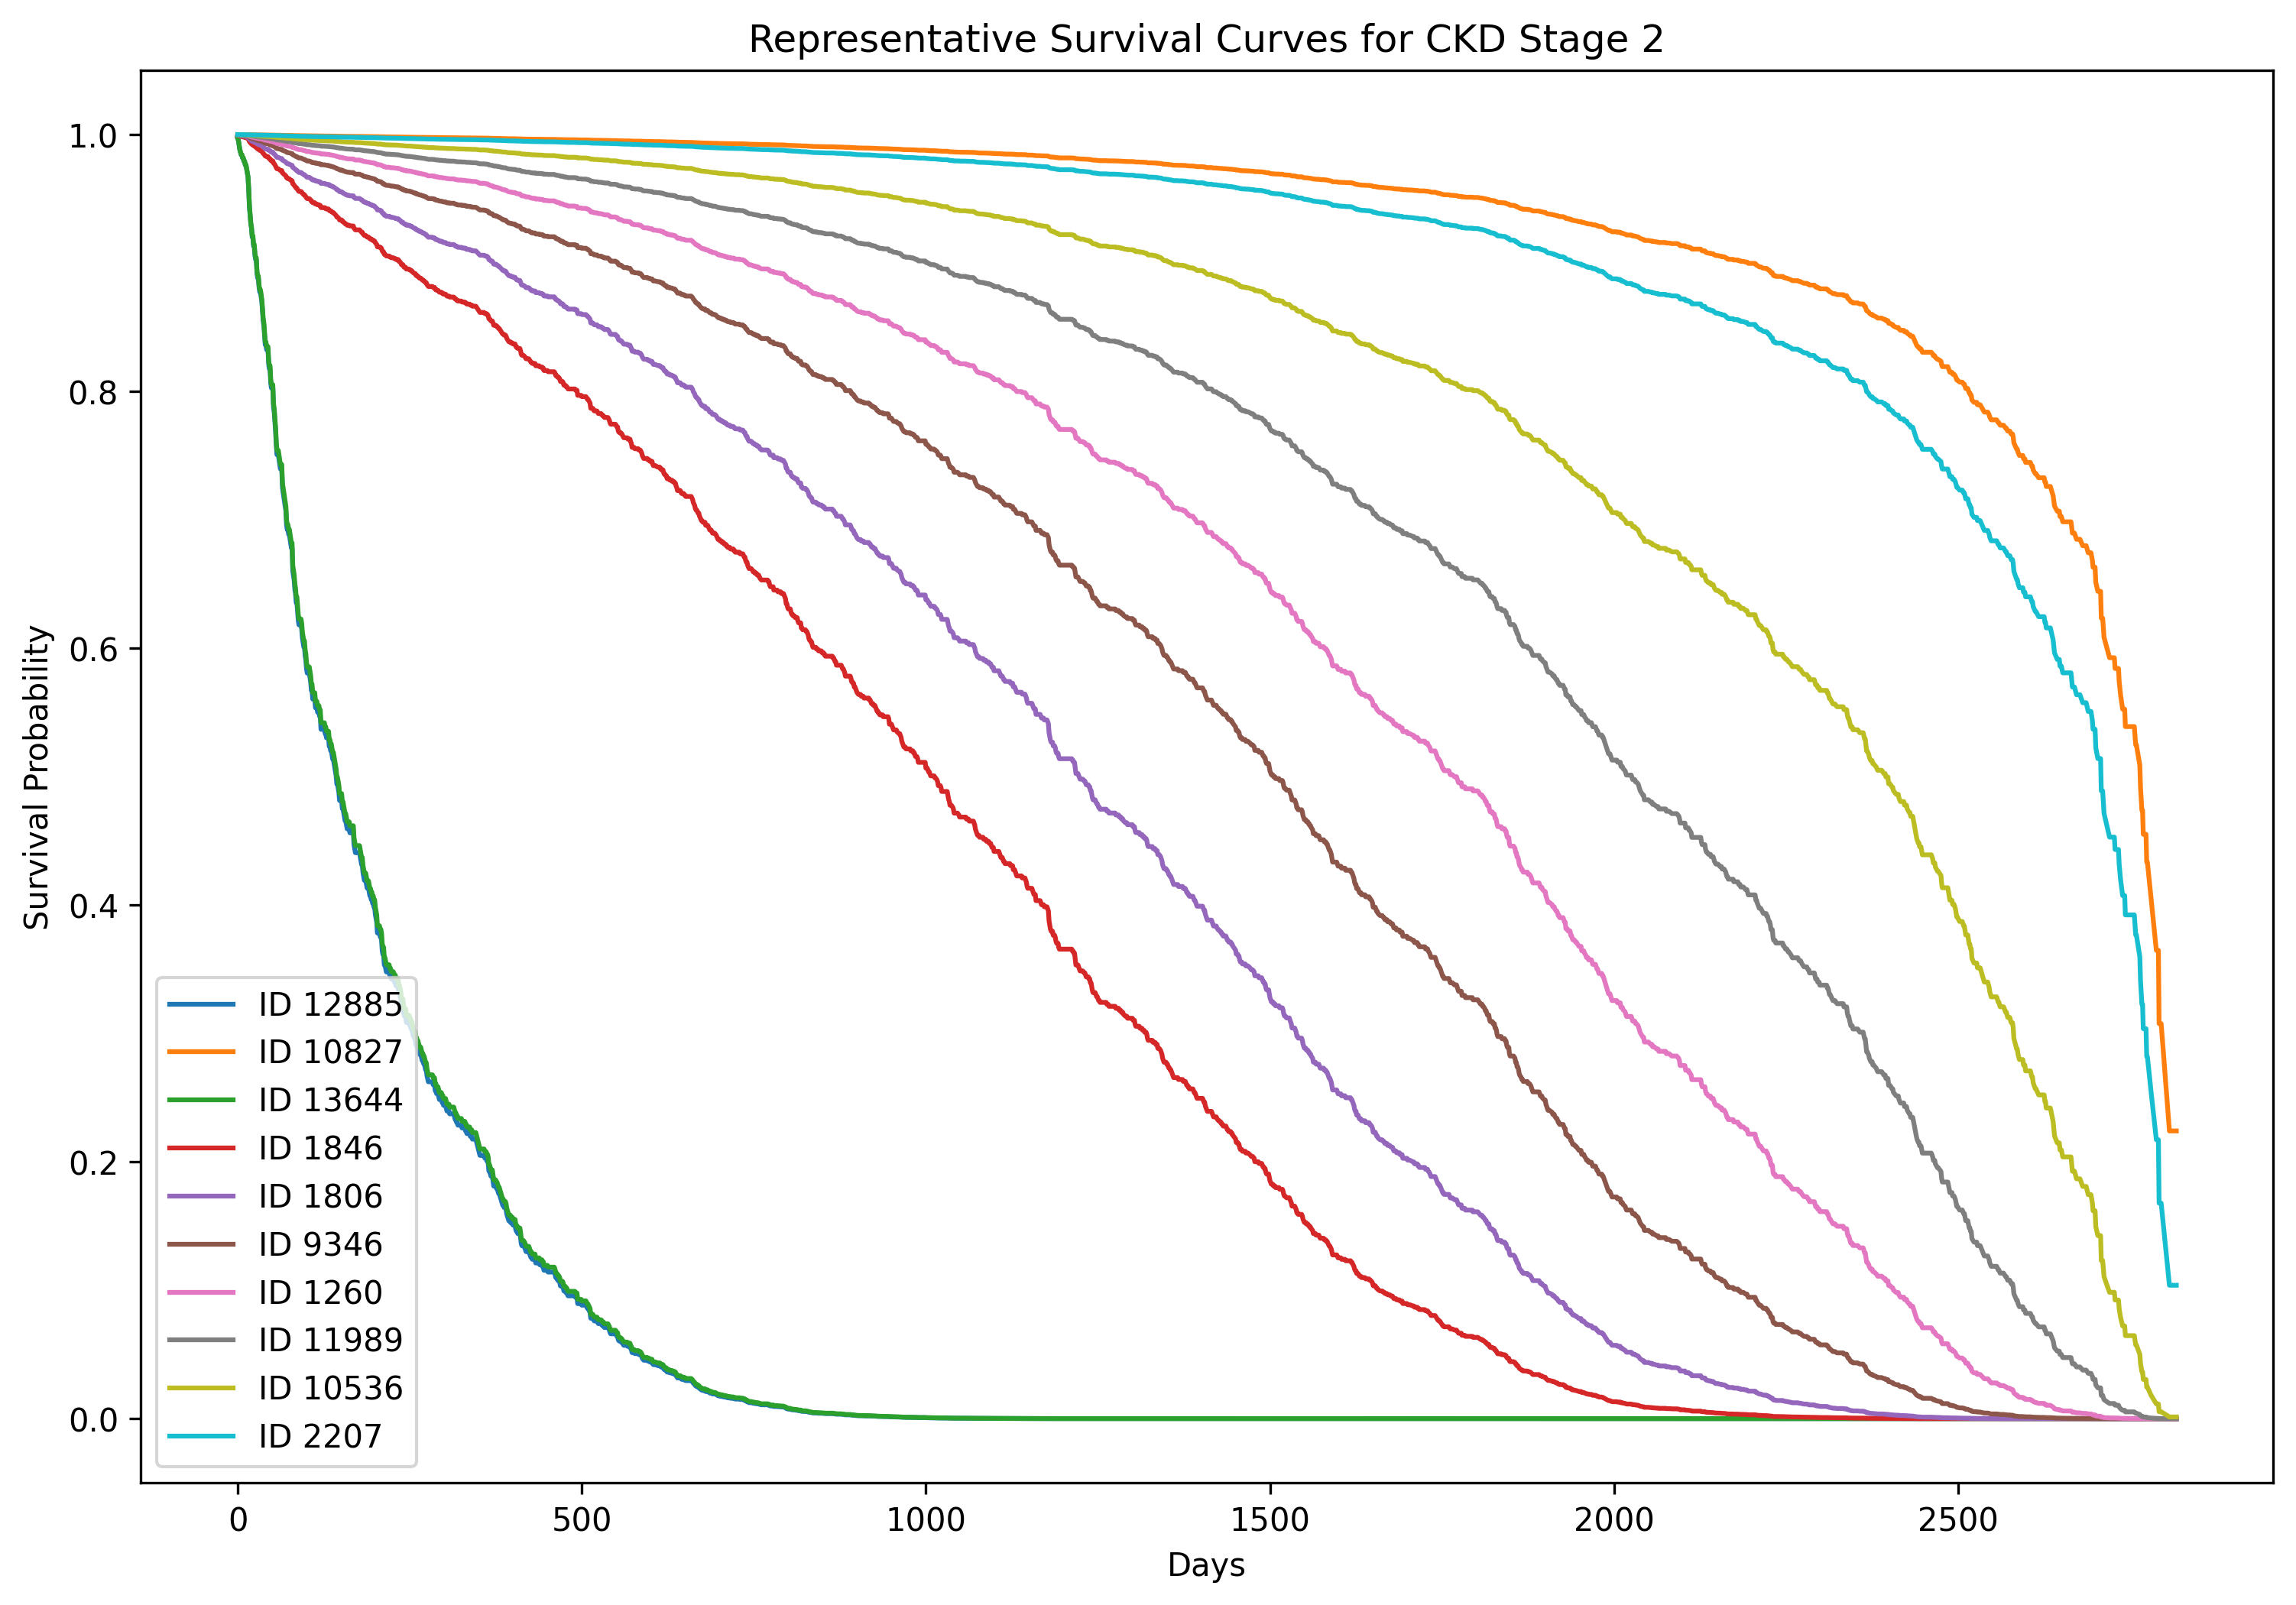 Representative Survival Curves for CKD Stage 2
Survival Probability
1.0
0.8
0.6
0.4
0.2
0.0
ID 12885
ID 10827
ID 13644
ID 1846
ID 1806
ID 9346
ID 1260
ID 11989
ID 10536
ID 2207
0 500 1000 1500 2000 2500
Days